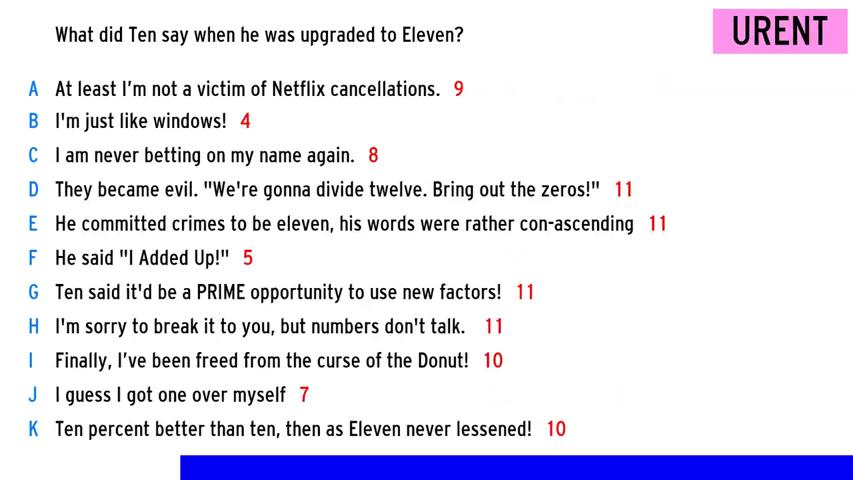 What did Ten say when he was upgraded to Eleven?
URENT
A At least I’m not a victim of Netflix cancellations. 9
B I'm just like windows! 4
C I am never betting on my name again. 8
D They became evil. "We're gonna divide twelve. Bring out the zeros!" 11
E He committed crimes to be eleven, his words were rather con-ascending 11
F He said "I Added Up!" 5
G Ten said it'd be a PRIME opportunity to use new factors! 11
H I'm sorry to break it to you, but numbers don't talk. 11
I Finally, I’ve been freed from the curse of the Donut! 10
J I guess I got one over myself 7
K Ten percent better than ten, then as Eleven never lessened! 10